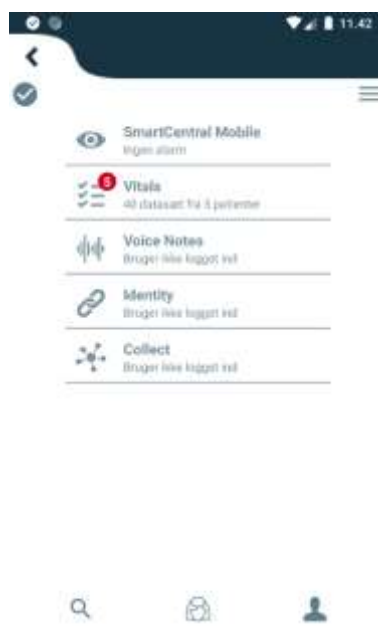 11.42
SmartCentral Mobile
Ingen alarm
5
Vitals
40 datasæt fra 5 patienter
Voice Notes
Bruger ikke logget ind
Identity
Bruger ikke logget ind
Collect
Bruger ikke logget ind